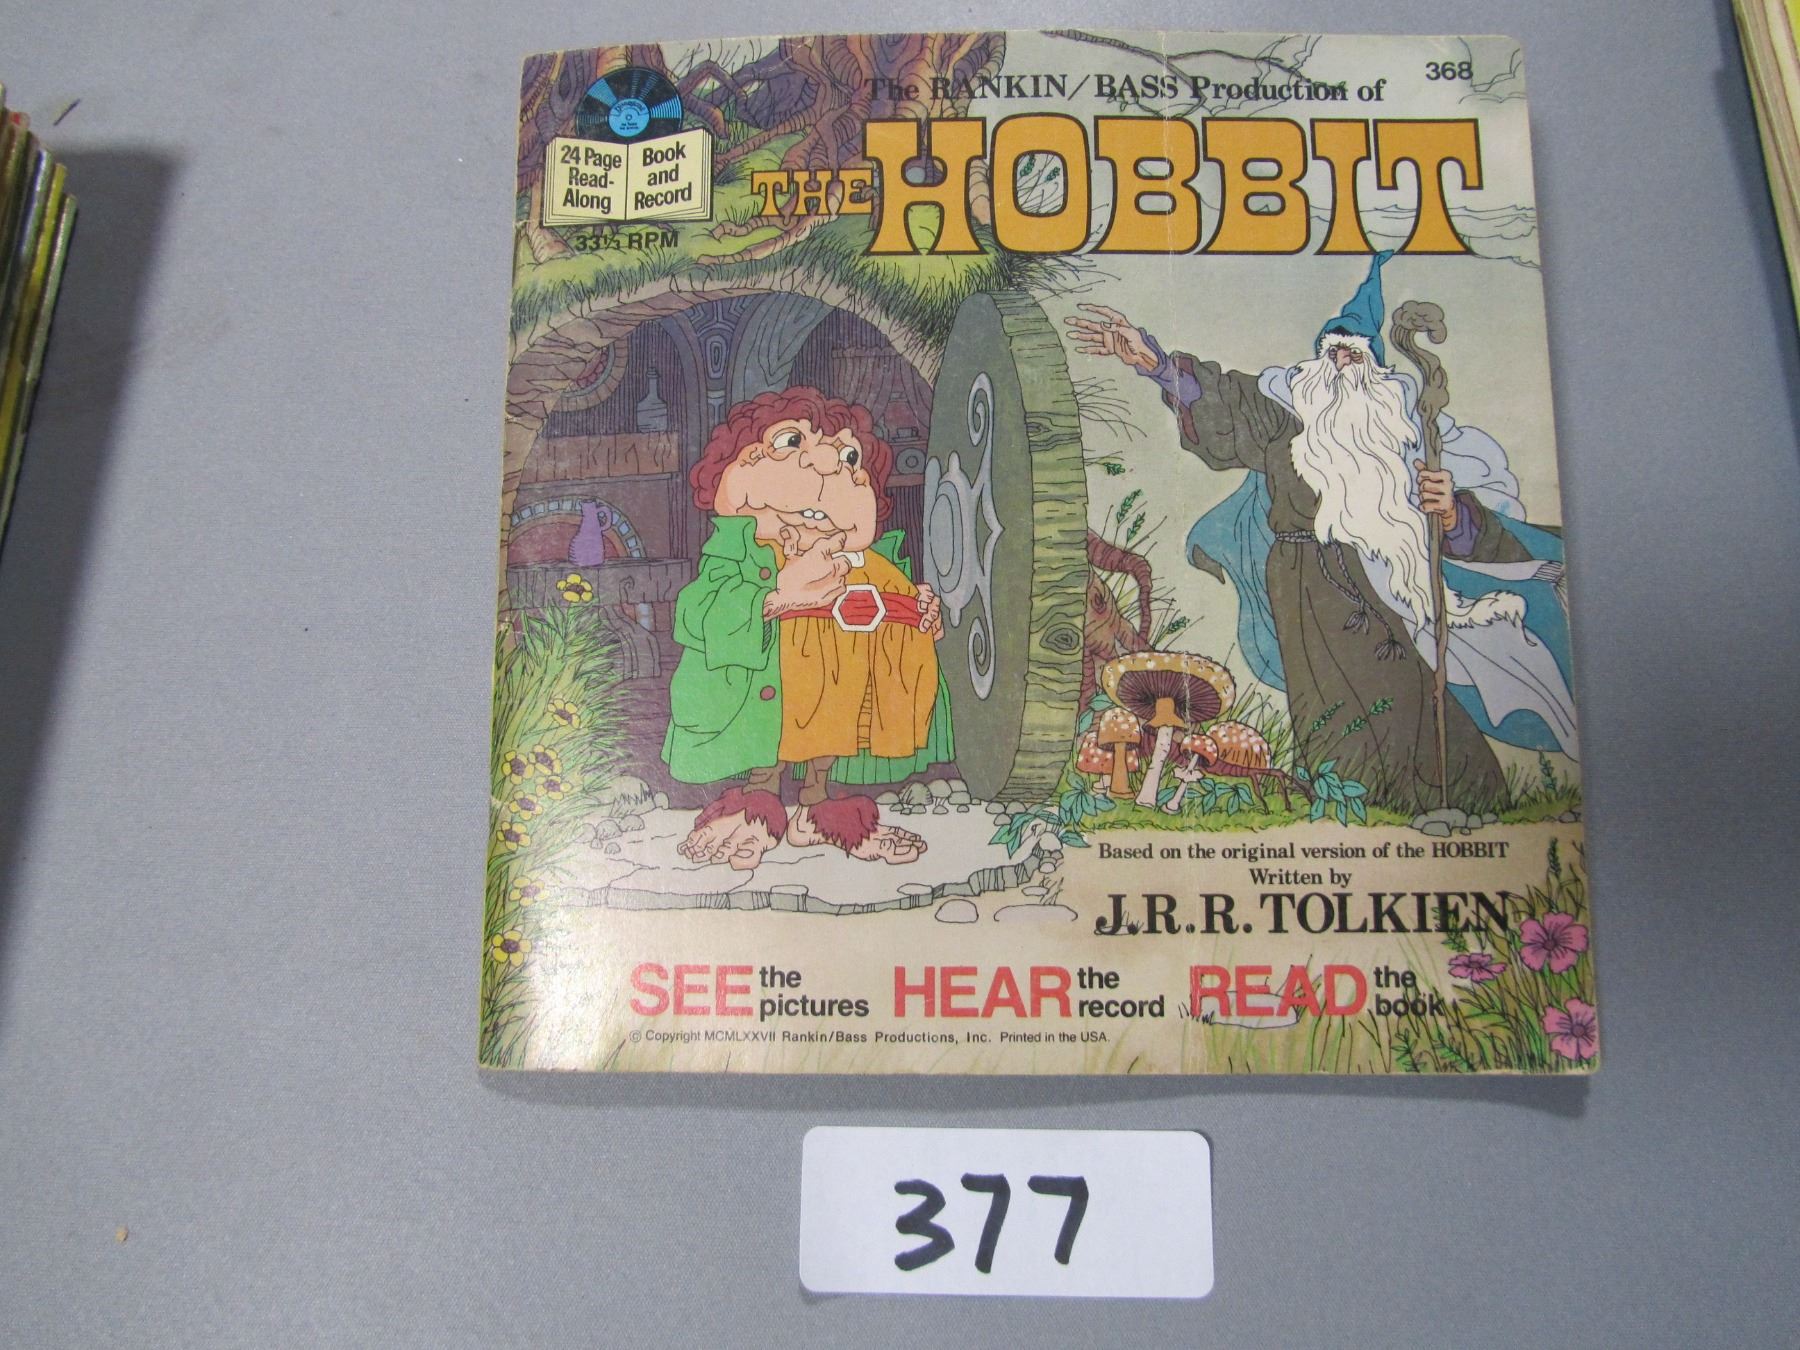 The RANKIN/BASS Production of
368
THE HOBBIT
24 Page
Read-
Along
Book
and
Record
33⅓ RPM
Based on the original version of the HOBBIT
Written by
J.R.R. TOLKIEN
SEE the pictures HEAR the record READ the book
© Copyright MCMLXXVII Rankin/Bass Productions, Inc. Printed in the USA.
377